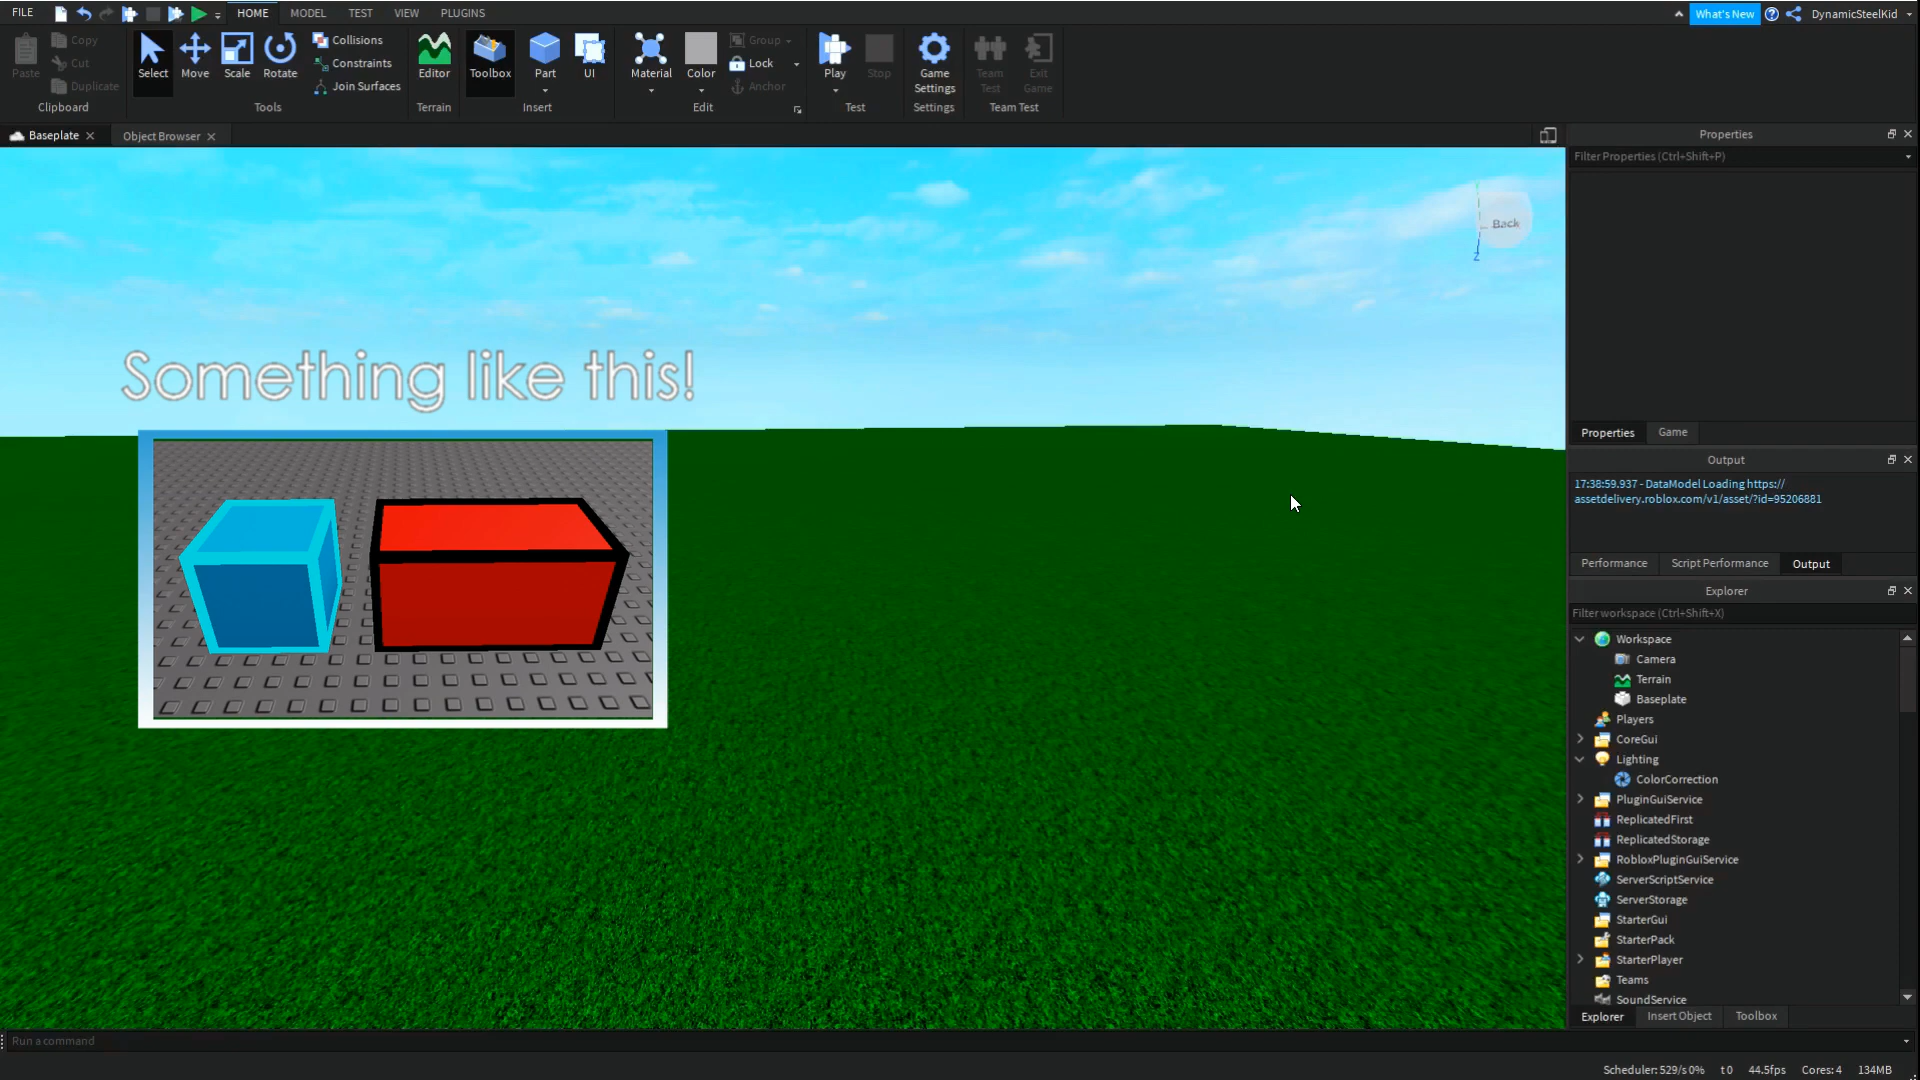 FILE
HOME
MODEL
TEST
VIEW
PLUGINS
What's New
DynamicSteelKid
Paste
Copy
Cut
Duplicate
Clipboard
Select
Move
Scale
Rotate
Collisions
Constraints
Join Surfaces
Tools
Editor
Terrain
Toolbox
Part
UI
Insert
Material
Color
Group
Lock
Anchor
Edit
Play
Stop
Test
Game
Settings
Settings
Team
Test
Exit
Game
Team Test
Baseplate
Object Browser
Back
Z
Something like this!
Properties
Filter Properties (Ctrl+Shift+P)
Properties
Game
Output
17:38:59.937 - DataModel Loading https://
assetdelivery.roblox.com/v1/asset/?id=95206881
Performance
Script Performance
Output
Explorer
Filter workspace (Ctrl+Shift+X)
Workspace
Camera
Terrain
Baseplate
Players
CoreGui
Lighting
ColorCorrection
PluginGuiService
ReplicatedFirst
ReplicatedStorage
RobloxPluginGuiService
ServerScriptService
ServerStorage
StarterGui
StarterPack
StarterPlayer
Teams
SoundService
Explorer
Insert Object
Toolbox
Run a command
Scheduler: 529/s 0%
t 0
44.5fps
Cores: 4
134MB